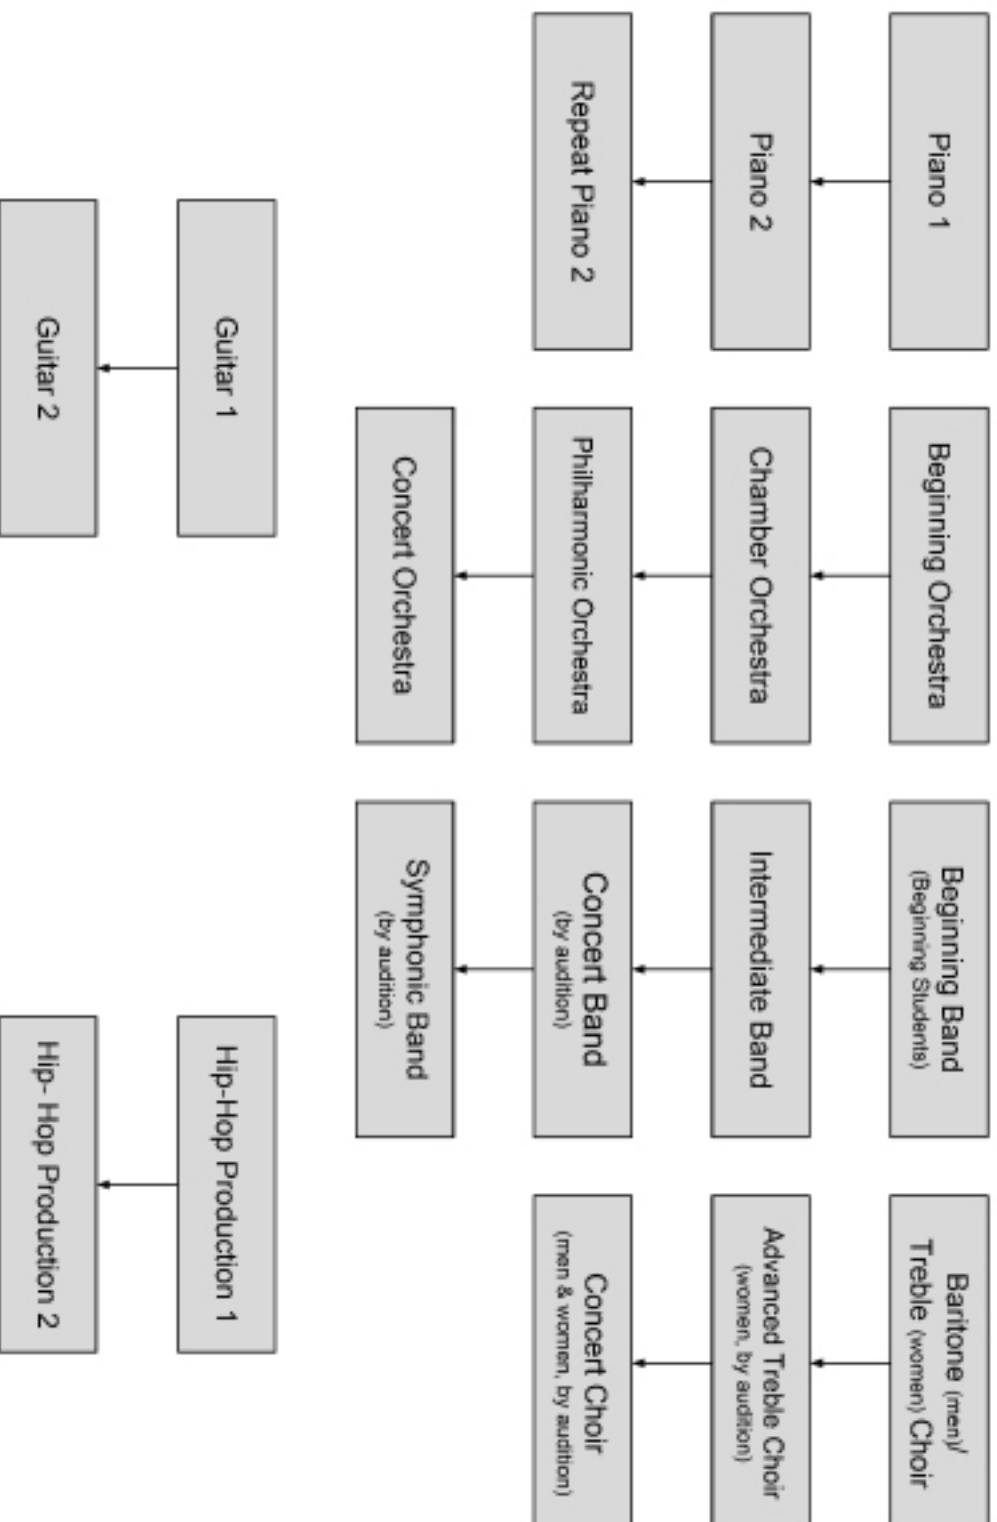 Piano 1
Piano 2
Repeat Piano 2
Beginning Orchestra
Chamber Orchestra
Philharmonic Orchestra
Concert Orchestra
Beginning Band
(Beginning Students)
Intermediate Band
Concert Band
(by audition)
Symphonic Band
(by audition)
Baritone (men)/
Treble (women) Choir
Advanced Treble Choir
(women, by audition)
Concert Choir
(men & women, by audition)
Guitar 1
Guitar 2
Hip-Hop Production 1
Hip- Hop Production 2